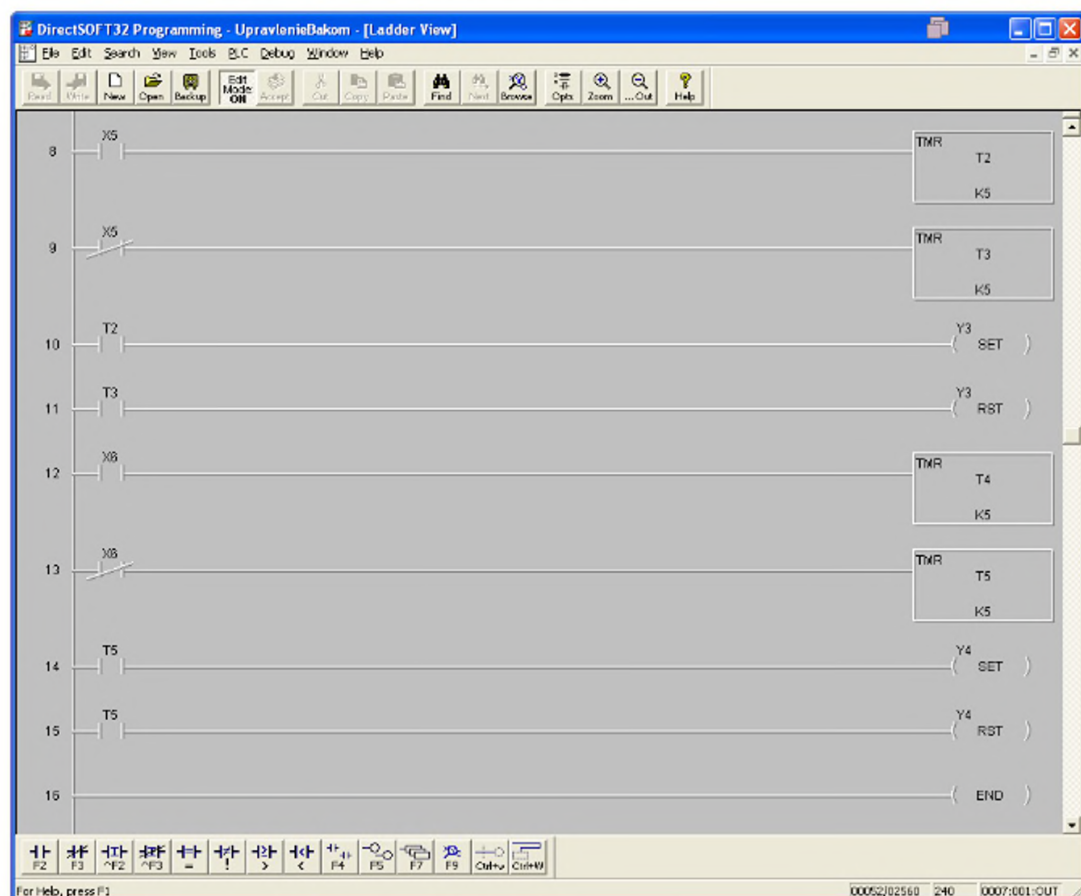 DirectSOFT32 Programming - UpravlenieBakom - [Ladder View]
File Edit Search View Tools PLC Debug Window Help
Read Write New Open Backup Edit Mode: ON Accept Cut Copy Paste Find Next Browse Opts Zoom ...Out Help
X5
8
TMR
T2
K5
X5
9
TMR
T3
K5
T2
10
Y3
SET
T3
11
Y3
RST
X6
12
TMR
T4
K5
X6
13
TMR
T5
K5
T5
14
Y4
SET
T5
15
Y4
RST
16
END
F2 F3 ^F2 ^F3 = ! > < F4 F5 F7 F9 Ctrl+W
For Help, press F1
00052/02560 240 0007:001:OUT